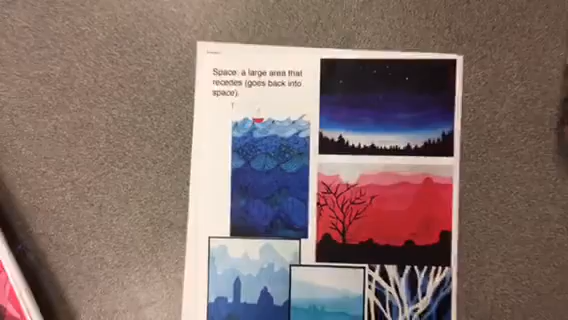 Space: a large area that
recedes (goes back into
space)